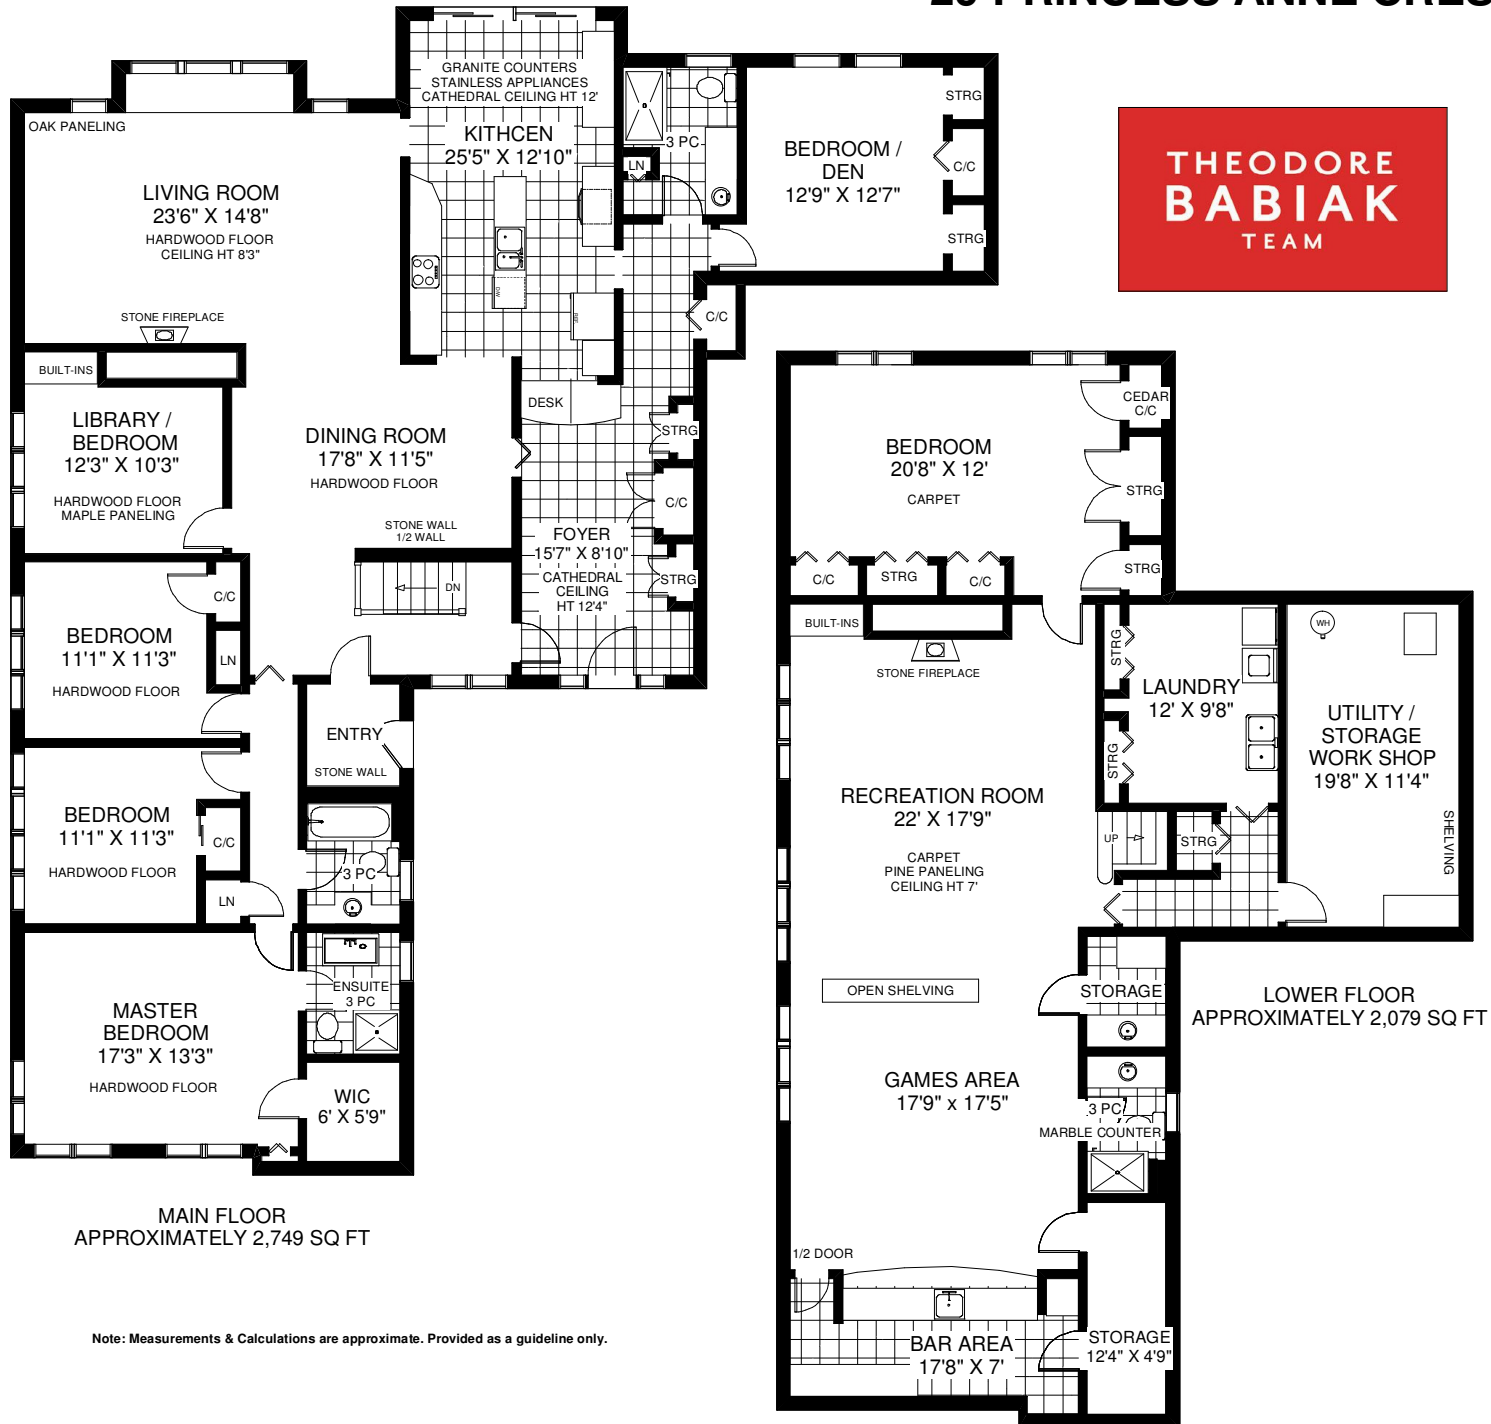 GRANITE COUNTERS
STAINLESS APPLIANCES
CATHEDRAL CEILING HT 12'
KITHCEN
25'5" X 12'10"
D/W
REF
OAK PANELING
LIVING ROOM
23'6" X 14'8"
HARDWOOD FLOOR
CEILING HT 8'3"
STONE FIREPLACE
3 PC
LN
BEDROOM /
DEN
12'9" X 12'7"
STRG
C/C
STRG
C/C
THEODORE
BABIAK
TEAM
BUILT-INS
LIBRARY /
BEDROOM
12'3" X 10'3"
HARDWOOD FLOOR
MAPLE PANELING
DINING ROOM
17'8" X 11'5"
HARDWOOD FLOOR
STONE WALL
1/2 WALL
DESK
STRG
C/C
FOYER
15'7" X 8'10"
CATHEDRAL
CEILING
HT 12'4"
STRG
DN
C/C
BEDROOM
11'1" X 11'3"
HARDWOOD FLOOR
LN
ENTRY
STONE WALL
BEDROOM
11'1" X 11'3"
HARDWOOD FLOOR
C/C
LN
3 PC
ENSUITE
3 PC
MASTER
BEDROOM
17'3" X 13'3"
HARDWOOD FLOOR
WIC
6' X 5'9"
MAIN FLOOR
APPROXIMATELY 2,749 SQ FT
Note: Measurements & Calculations are approximate. Provided as a guideline only.
BEDROOM
20'8" X 12'
CARPET
CEDAR
C/C
STRG
STRG
C/C
STRG
C/C
BUILT-INS
STONE FIREPLACE
STRG
LAUNDRY
12' X 9'8"
STRG
WH
UTILITY /
STORAGE
WORK SHOP
19'8" X 11'4"
SHELVING
RECREATION ROOM
22' X 17'9"
CARPET
PINE PANELING
CEILING HT 7'
UP
STRG
OPEN SHELVING
STORAGE
LOWER FLOOR
APPROXIMATELY 2,079 SQ FT
GAMES AREA
17'9" x 17'5"
3 PC
MARBLE COUNTER
1/2 DOOR
BAR AREA
17'8" X 7'
STORAGE
12'4" X 4'9"